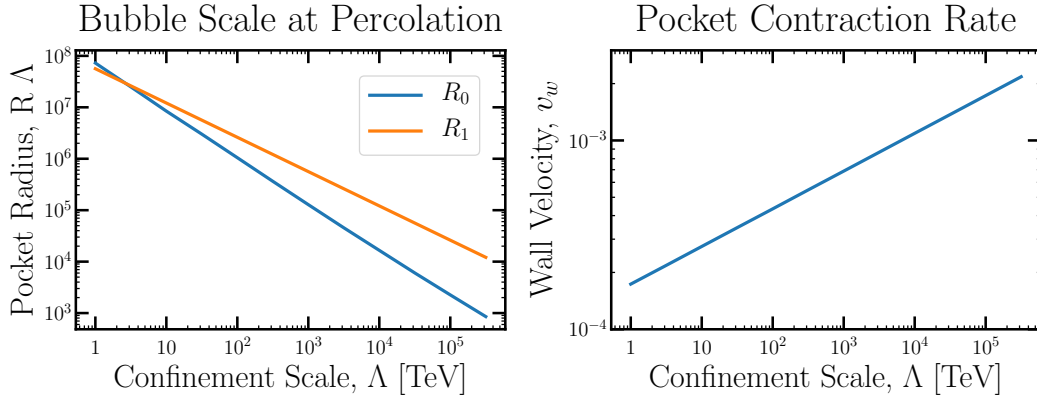 Bubble Scale at Percolation
Pocket Radius, R Λ
10^8
10^7
10^6
10^5
10^4
10^3
R_0
R_1
1
10
10^2
10^3
10^4
10^5
Confinement Scale, Λ [TeV]
Pocket Contraction Rate
Wall Velocity, v_w
10^{-3}
10^{-4}
1
10
10^2
10^3
10^4
10^5
Confinement Scale, Λ [TeV]